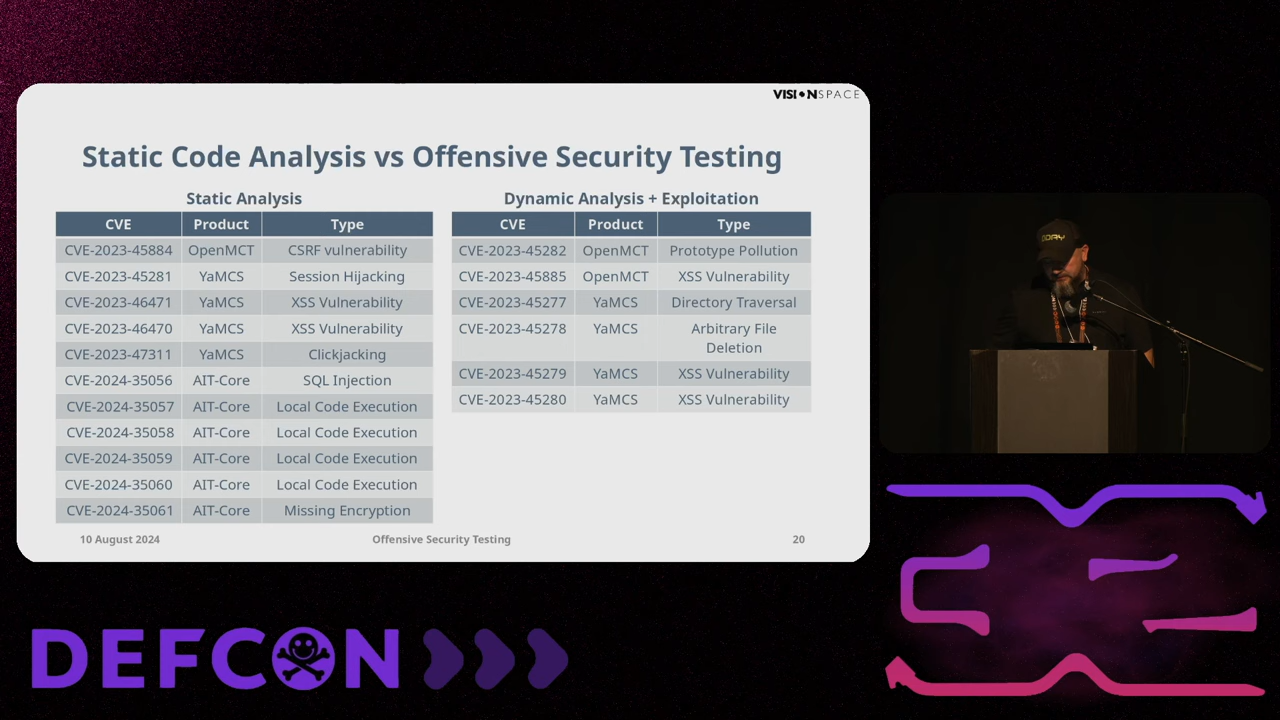 VISIONSPACE
Static Code Analysis vs Offensive Security Testing
Static Analysis
CVE Product Type
CVE-2023-45884 OpenMCT CSRF vulnerability
CVE-2023-45281 YaMCS Session Hijacking
CVE-2023-46471 YaMCS XSS Vulnerability
CVE-2023-46470 YaMCS XSS Vulnerability
CVE-2023-47311 YaMCS Clickjacking
CVE-2024-35056 AIT-Core SQL Injection
CVE-2024-35057 AIT-Core Local Code Execution
CVE-2024-35058 AIT-Core Local Code Execution
CVE-2024-35059 AIT-Core Local Code Execution
CVE-2024-35060 AIT-Core Local Code Execution
CVE-2024-35061 AIT-Core Missing Encryption
Dynamic Analysis + Exploitation
CVE Product Type
CVE-2023-45282 OpenMCT Prototype Pollution
CVE-2023-45885 OpenMCT XSS Vulnerability
CVE-2023-45277 YaMCS Directory Traversal
CVE-2023-45278 YaMCS Arbitrary File
Deletion
CVE-2023-45279 YaMCS XSS Vulnerability
CVE-2023-45280 YaMCS XSS Vulnerability
10 August 2024 Offensive Security Testing 20
DEFCON